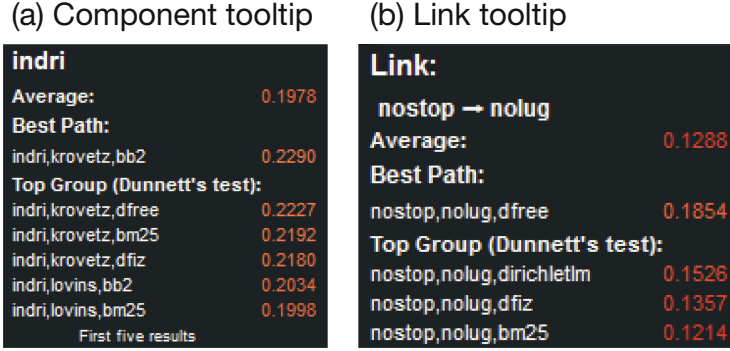 (a) Component tooltip
indri
Average: 0.1978
Best Path:
indri,krovetz,bb2 0.2290
Top Group (Dunnett's test):
indri,krovetz,dfree 0.2227
indri,krovetz,bm25 0.2192
indri,krovetz,dfiz 0.2180
indri,lovins,bb2 0.2034
indri,lovins,bm25 0.1998
First five results
(b) Link tooltip
Link:
nostop → nolug
Average: 0.1288
Best Path:
nostop,nolug,dfree 0.1854
Top Group (Dunnett's test):
nostop,nolug,dirichletlm 0.1526
nostop,nolug,dfiz 0.1357
nostop,nolug,bm25 0.1214